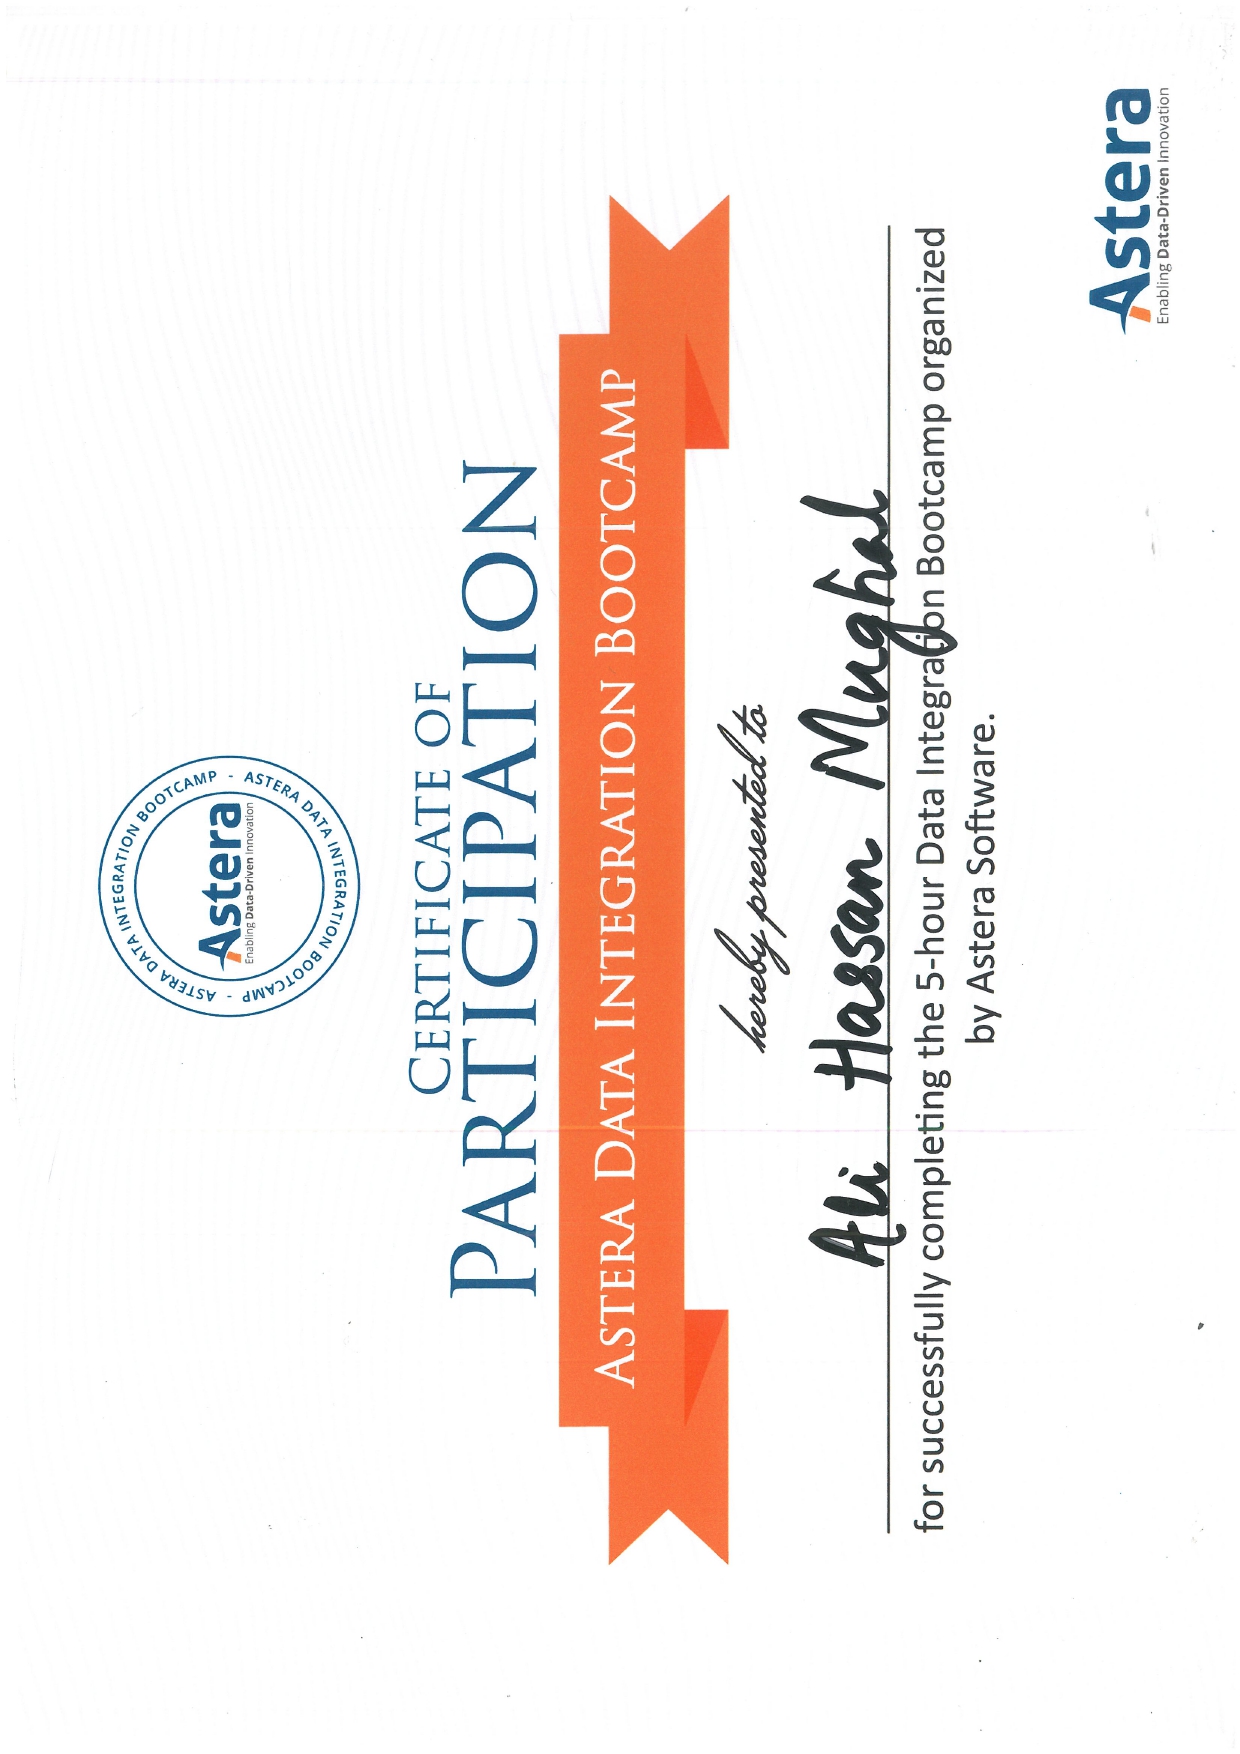 ASTERA DATA INTEGRATION BOOTCAMP - ASTERA DATA INTEGRATION BOOTCAMP -
Astera
Enabling Data-Driven Innovation
CERTIFICATE OF
PARTICIPATION
ASTERA DATA INTEGRATION BOOTCAMP
hereby presented to
Ali Hassan Mughal
for successfully completing the 5-hour Data Integration Bootcamp organized
by Astera Software.
Astera
Enabling Data-Driven Innovation